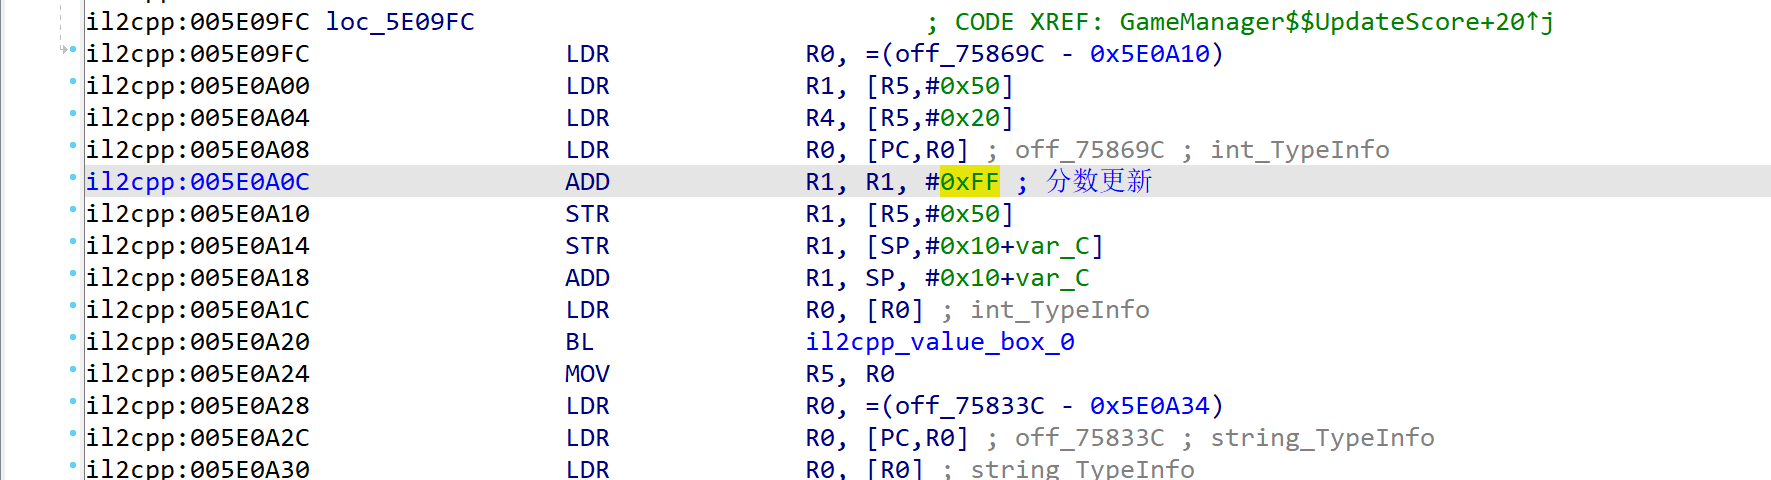 il2cpp:005E09FC loc_5E09FC ; CODE XREF: GameManager$$UpdateScore+20↑j
il2cpp:005E09FC LDR R0, =(off_75869C - 0x5E0A10)
il2cpp:005E0A00 LDR R1, [R5,#0x50]
il2cpp:005E0A04 LDR R4, [R5,#0x20]
il2cpp:005E0A08 LDR R0, [PC,R0] ; off_75869C ; int_TypeInfo
il2cpp:005E0A0C ADD R1, R1, #0xFF ; 分数更新
il2cpp:005E0A10 STR R1, [R5,#0x50]
il2cpp:005E0A14 STR R1, [SP,#0x10+var_C]
il2cpp:005E0A18 ADD R1, SP, #0x10+var_C
il2cpp:005E0A1C LDR R0, [R0] ; int_TypeInfo
il2cpp:005E0A20 BL il2cpp_value_box_0
il2cpp:005E0A24 MOV R5, R0
il2cpp:005E0A28 LDR R0, =(off_75833C - 0x5E0A34)
il2cpp:005E0A2C LDR R0, [PC,R0] ; off_75833C ; string_TypeInfo
il2cpp:005E0A30 LDR R0, [R0] ; string_TypeInfo